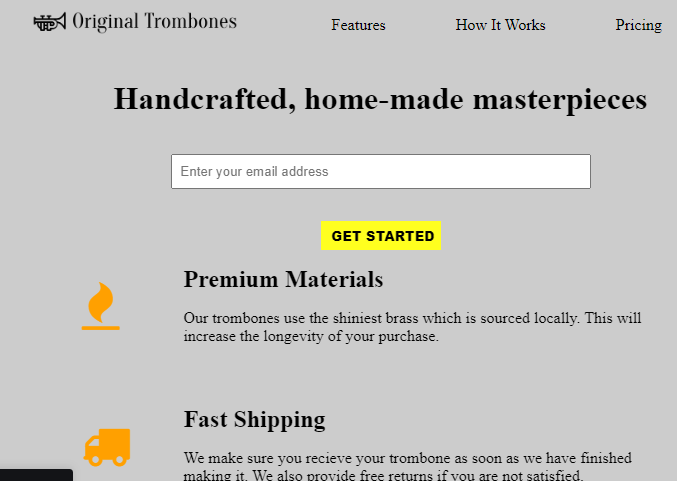 Original Trombones
Features
How It Works
Pricing
Handcrafted, home-made masterpieces
Enter your email address
GET STARTED
Premium Materials
Our trombones use the shiniest brass which is sourced locally. This will
increase the longevity of your purchase.
Fast Shipping
We make sure you recieve your trombone as soon as we have finished
making it. We also provide free returns if you are not satisfied.